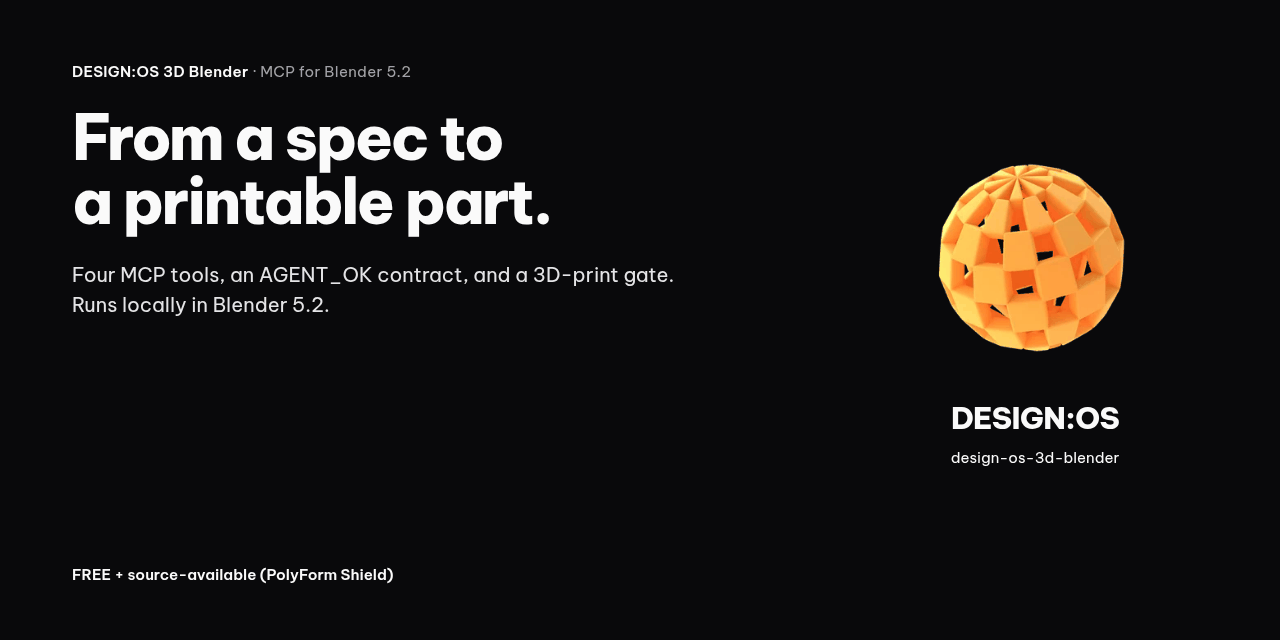 DESIGN:OS 3D Blender · MCP for Blender 5.2
From a spec to
a printable part.
Four MCP tools, an AGENT_OK contract, and a 3D-print gate.
Runs locally in Blender 5.2.
DESIGN:OS
design-os-3d-blender
FREE + source-available (PolyForm Shield)